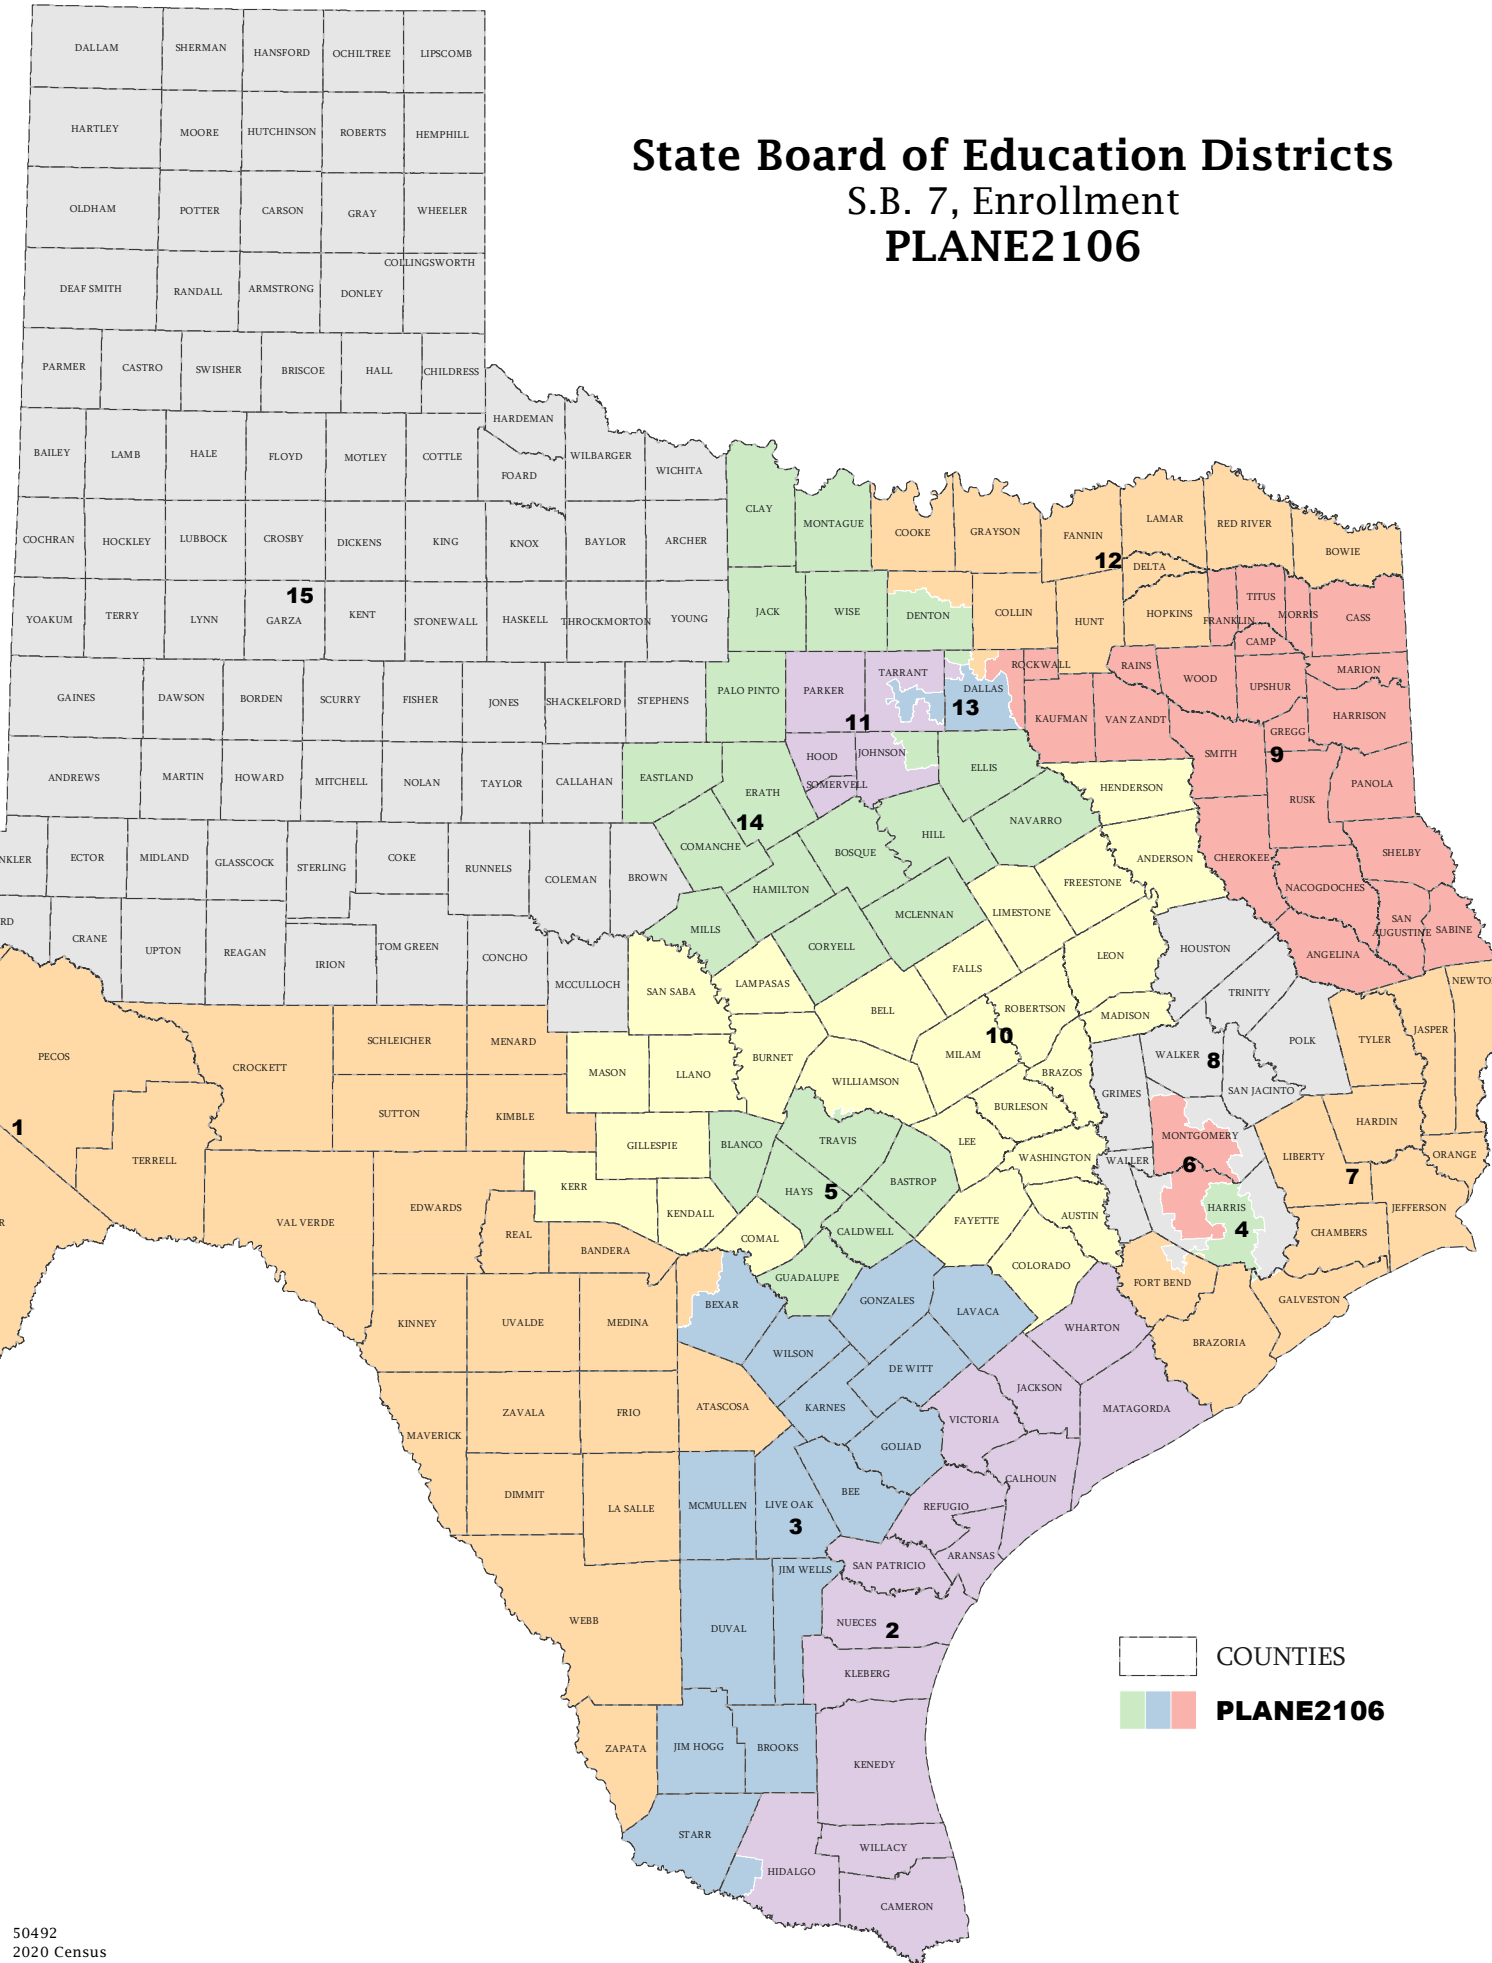 State Board of Education Districts
S.B. 7, Enrollment
PLANE2106
DALLAM SHERMAN HANSFORD OCHILTREE LIPSCOMB
HARTLEY MOORE HUTCHINSON ROBERTS HEMPHILL
OLDHAM POTTER CARSON GRAY WHEELER
COLLINGSWORTH
DEAF SMITH RANDALL ARMSTRONG DONLEY
PARMER CASTRO SWISHER BRISCOE HALL CHILDRESS
HARDEMAN
BAILEY LAMB HALE FLOYD MOTLEY COTTLE FOARD WILBARGER WICHITA
CLAY MONTAGUE COOKE GRAYSON FANNIN LAMAR RED RIVER BOWIE
COCHRAN HOCKLEY LUBBOCK CROSBY DICKENS KING KNOX BAYLOR ARCHER
12
DELTA
15
YOAKUM TERRY LYNN GARZA KENT STONEWALL HASKELL THROCKMORTON YOUNG JACK WISE DENTON COLLIN HUNT HOPKINS FRANKLIN TITUS MORRIS CASS
CAMP
GAINES DAWSON BORDEN SCURRY FISHER JONES SHACKELFORD STEPHENS PALO PINTO PARKER TARRANT DALLAS ROCKWALL RAINS WOOD UPSHUR MARION
11 13
KAUFMAN VAN ZANDT HARRISON
GREGG
SMITH 9
ANDREWS MARTIN HOWARD MITCHELL NOLAN TAYLOR CALLAHAN EASTLAND ERATH HOOD JOHNSON ELLIS
SOMERVELL HENDERSON RUSK PANOLA
14
NAVARRO
NKLER ECTOR MIDLAND GLASSCOCK STERLING COKE RUNNELS COLEMAN BROWN COMANCHE BOSQUE HILL ANDERSON CHEROKEE SHELBY
HAMILTON FREESTONE NACOGDOCHES
RD CRANE UPTON REAGAN IRION TOM GREEN CONCHO MILLS CORYELL MCLENNAN LIMESTONE SAN AUGUSTINE SABINE
HOUSTON ANGELINA
MCCULLOCH SAN SABA LAMPASAS FALLS LEON
NEWTO
TRINITY
BELL ROBERTSON MADISON
10
PECOS CROCKETT SCHLEICHER MENARD MASON LLANO BURNET MILAM WALKER 8 POLK TYLER JASPER
WILLIAMSON BRAZOS
SUTTON KIMBLE BURLESON GRIMES SAN JACINTO
1
GILLESPIE BLANCO TRAVIS LEE MONTGOMERY HARDIN
TERRELL WASHINGTON WALLER 6 LIBERTY 7 ORANGE
KERR KENDALL HAYS 5 BASTROP
R VAL VERDE EDWARDS REAL BANDERA COMAL CALDWELL FAYETTE AUSTIN HARRIS 4 CHAMBERS JEFFERSON
COLORADO
GUADALUPE FORT BEND
KINNEY UVALDE MEDINA BEXAR GONZALES LAVACA GALVESTON
WHARTON BRAZORIA
WILSON DE WITT
ZAVALA FRIO ATASCOSA KARNES JACKSON MATAGORDA
MAVERICK VICTORIA
GOLIAD
DIMMIT LA SALLE MCMULLEN LIVE OAK BEE CALHOUN
3
REFUGIO
JIM WELLS SAN PATRICIO ARANSAS
WEBB DUVAL NUECES 2
KLEBERG
ZAPATA JIM HOGG BROOKS KENEDY
STARR WILLACY
HIDALGO
CAMERON
COUNTIES
PLANE2106
50492
2020 Census